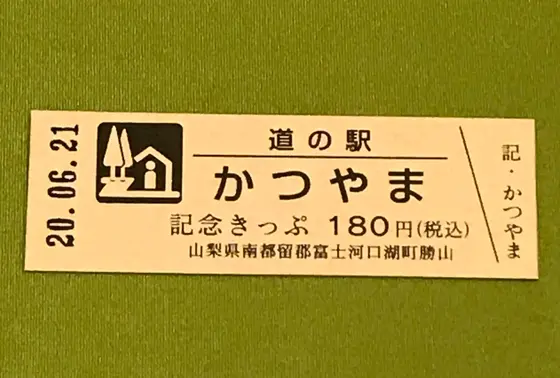 20.06.21
道の駅
かつやま
記念きっぷ 180円(税込)
山梨県南都留郡富士河口湖町勝山
記・かつやま